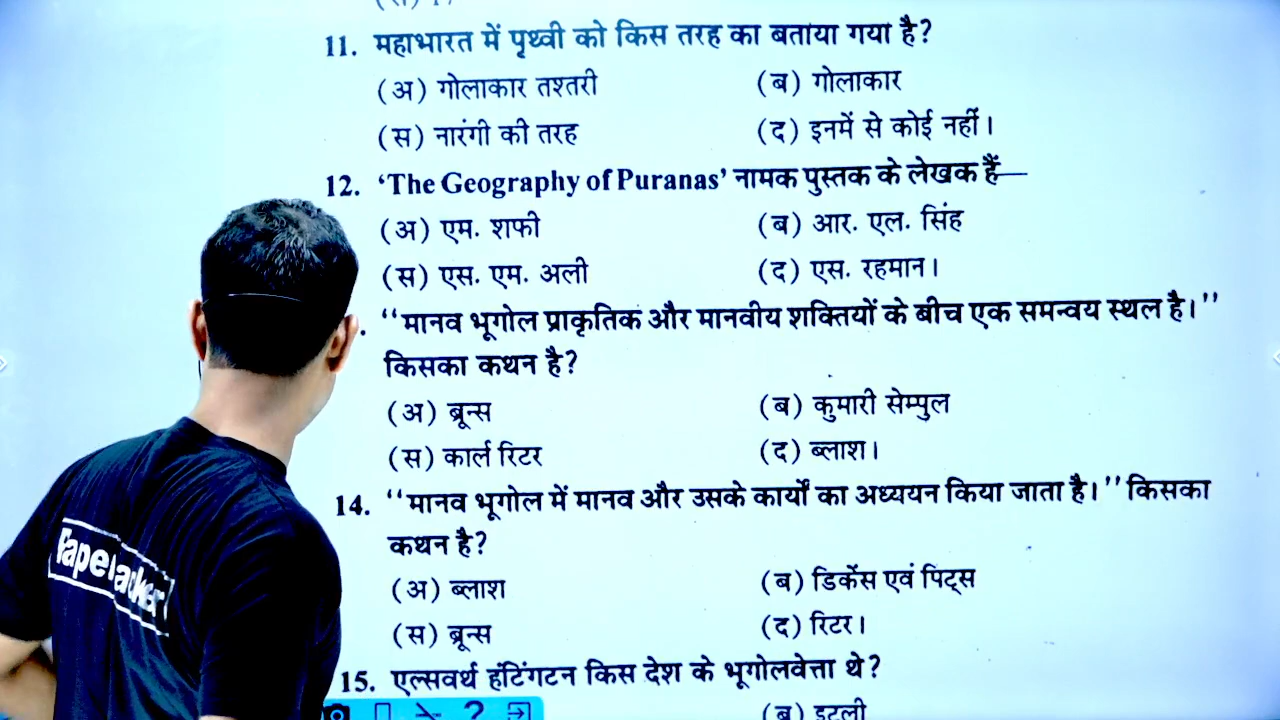 11. महाभारत में पृथ्वी को किस तरह का बताया गया है?
(अ) गोलाकार तश्तरी (ब) गोलाकार
(स) नारंगी की तरह (द) इनमें से कोई नहीं।
12. ‘The Geography of Puranas’ नामक पुस्तक के लेखक हैं—
(अ) एम. शफी (ब) आर. एल. सिंह
(स) एस. एम. अली (द) एस. रहमान।
. ‘‘मानव भूगोल प्राकृतिक और मानवीय शक्तियों के बीच एक समन्वय स्थल है।’’
किसका कथन है?
(अ) ब्रून्स (ब) कुमारी सेम्पुल
(स) कार्ल रिटर (द) ब्लाश।
14. ‘‘मानव भूगोल में मानव और उसके कार्यों का अध्ययन किया जाता है।’’ किसका
कथन है?
(अ) ब्लाश (ब) डिकेंस एवं पिट्स
(स) ब्रून्स (द) रिटर।
15. एल्सवर्थ हंटिंगटन किस देश के भूगोलवेत्ता थे?
(ब) इटली